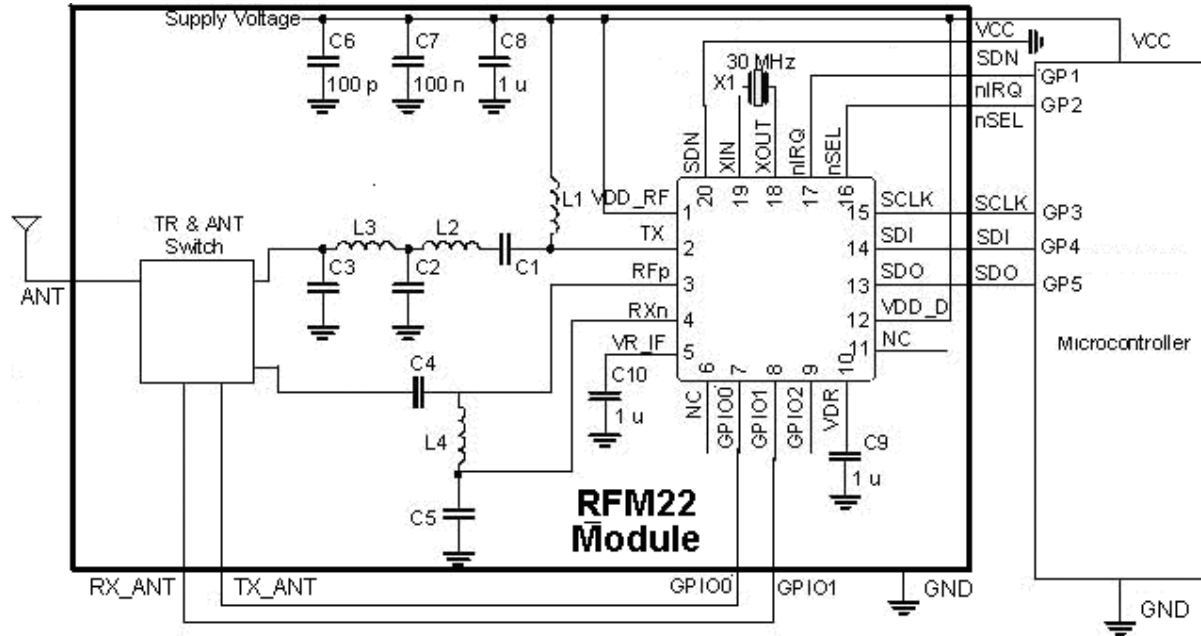 Supply Voltage
C6
100 p
C7
100 n
C8
1 u
30 MHz
X1
VCC
SDN
nIRQ
nSEL
VCC
GP1
GP2
SDN
XIN
XOUT
nIRQ
nSEL
20
19
18
17
16
L1
VDD_RF
1
TX
2
RFp
3
RXn
4
VR_IF
5
15
SCLK
SCLK
GP3
14
SDI
SDI
GP4
13
SDO
SDO
GP5
12
VDD_D
11
NC
Microcontroller
TR & ANT
Switch
ANT
L3
L2
C3
C2
C1
C4
L4
C5
C10
1 u
6
7
8
9
10
NC
GPIO0
GPIO1
GPIO2
VDR
C9
1 u
RFM22
Module
RX_ANT
TX_ANT
GPIO0
GPIO1
GND
GND